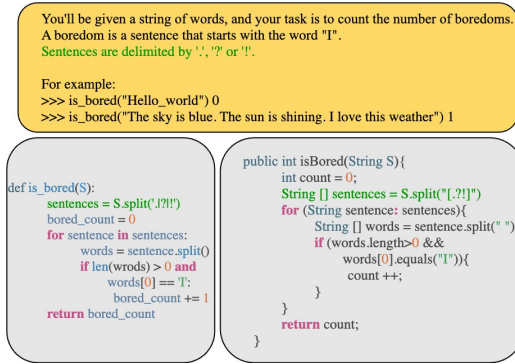 You'll be given a string of words, and your task is to count the number of boredoms.
A boredom is a sentence that starts with the word "I".
Sentences are delimited by '.', '?' or '!'.
For example:
>>> is_bored("Hello_world") 0
>>> is_bored("The sky is blue. The sun is shining. I love this weather") 1
def is_bored(S):
sentences = S.split('.|?|!')
bored_count = 0
for sentence in sentences:
words = sentence.split()
if len(wrods) > 0 and
words[0] == 'I':
bored_count += 1
return bored_count
public int isBored(String S){
int count = 0;
String [] sentences = S.split("[.?!]")
for (String sentence: sentences){
String [] words = sentence.split(" ")
if (words.length>0 &&
words[0].equals("I")){
count ++;
}
}
return count;
}